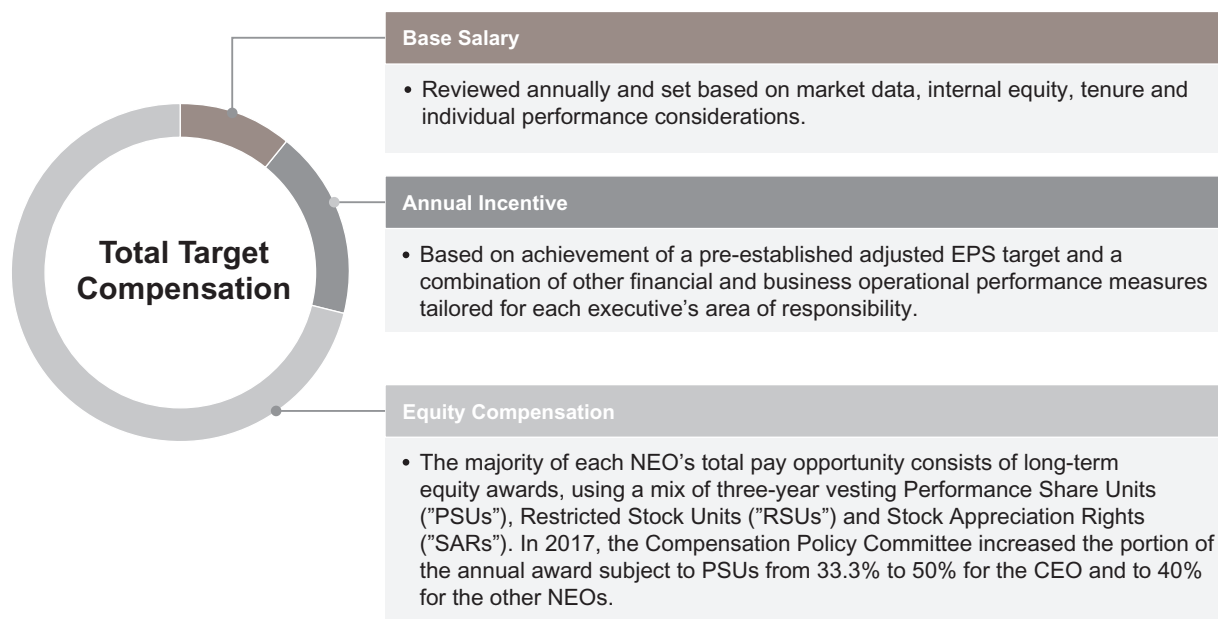 Base Salary
• Reviewed annually and set based on market data, internal equity, tenure and
individual performance considerations.
Total Target
Compensation
Annual Incentive
• Based on achievement of a pre-established adjusted EPS target and a
combination of other financial and business operational performance measures
tailored for each executive’s area of responsibility.
Equity Compensation
• The majority of each NEO’s total pay opportunity consists of long-term
equity awards, using a mix of three-year vesting Performance Share Units
(”PSUs”), Restricted Stock Units (”RSUs”) and Stock Appreciation Rights
(”SARs”). In 2017, the Compensation Policy Committee increased the portion of
the annual award subject to PSUs from 33.3% to 50% for the CEO and to 40%
for the other NEOs.